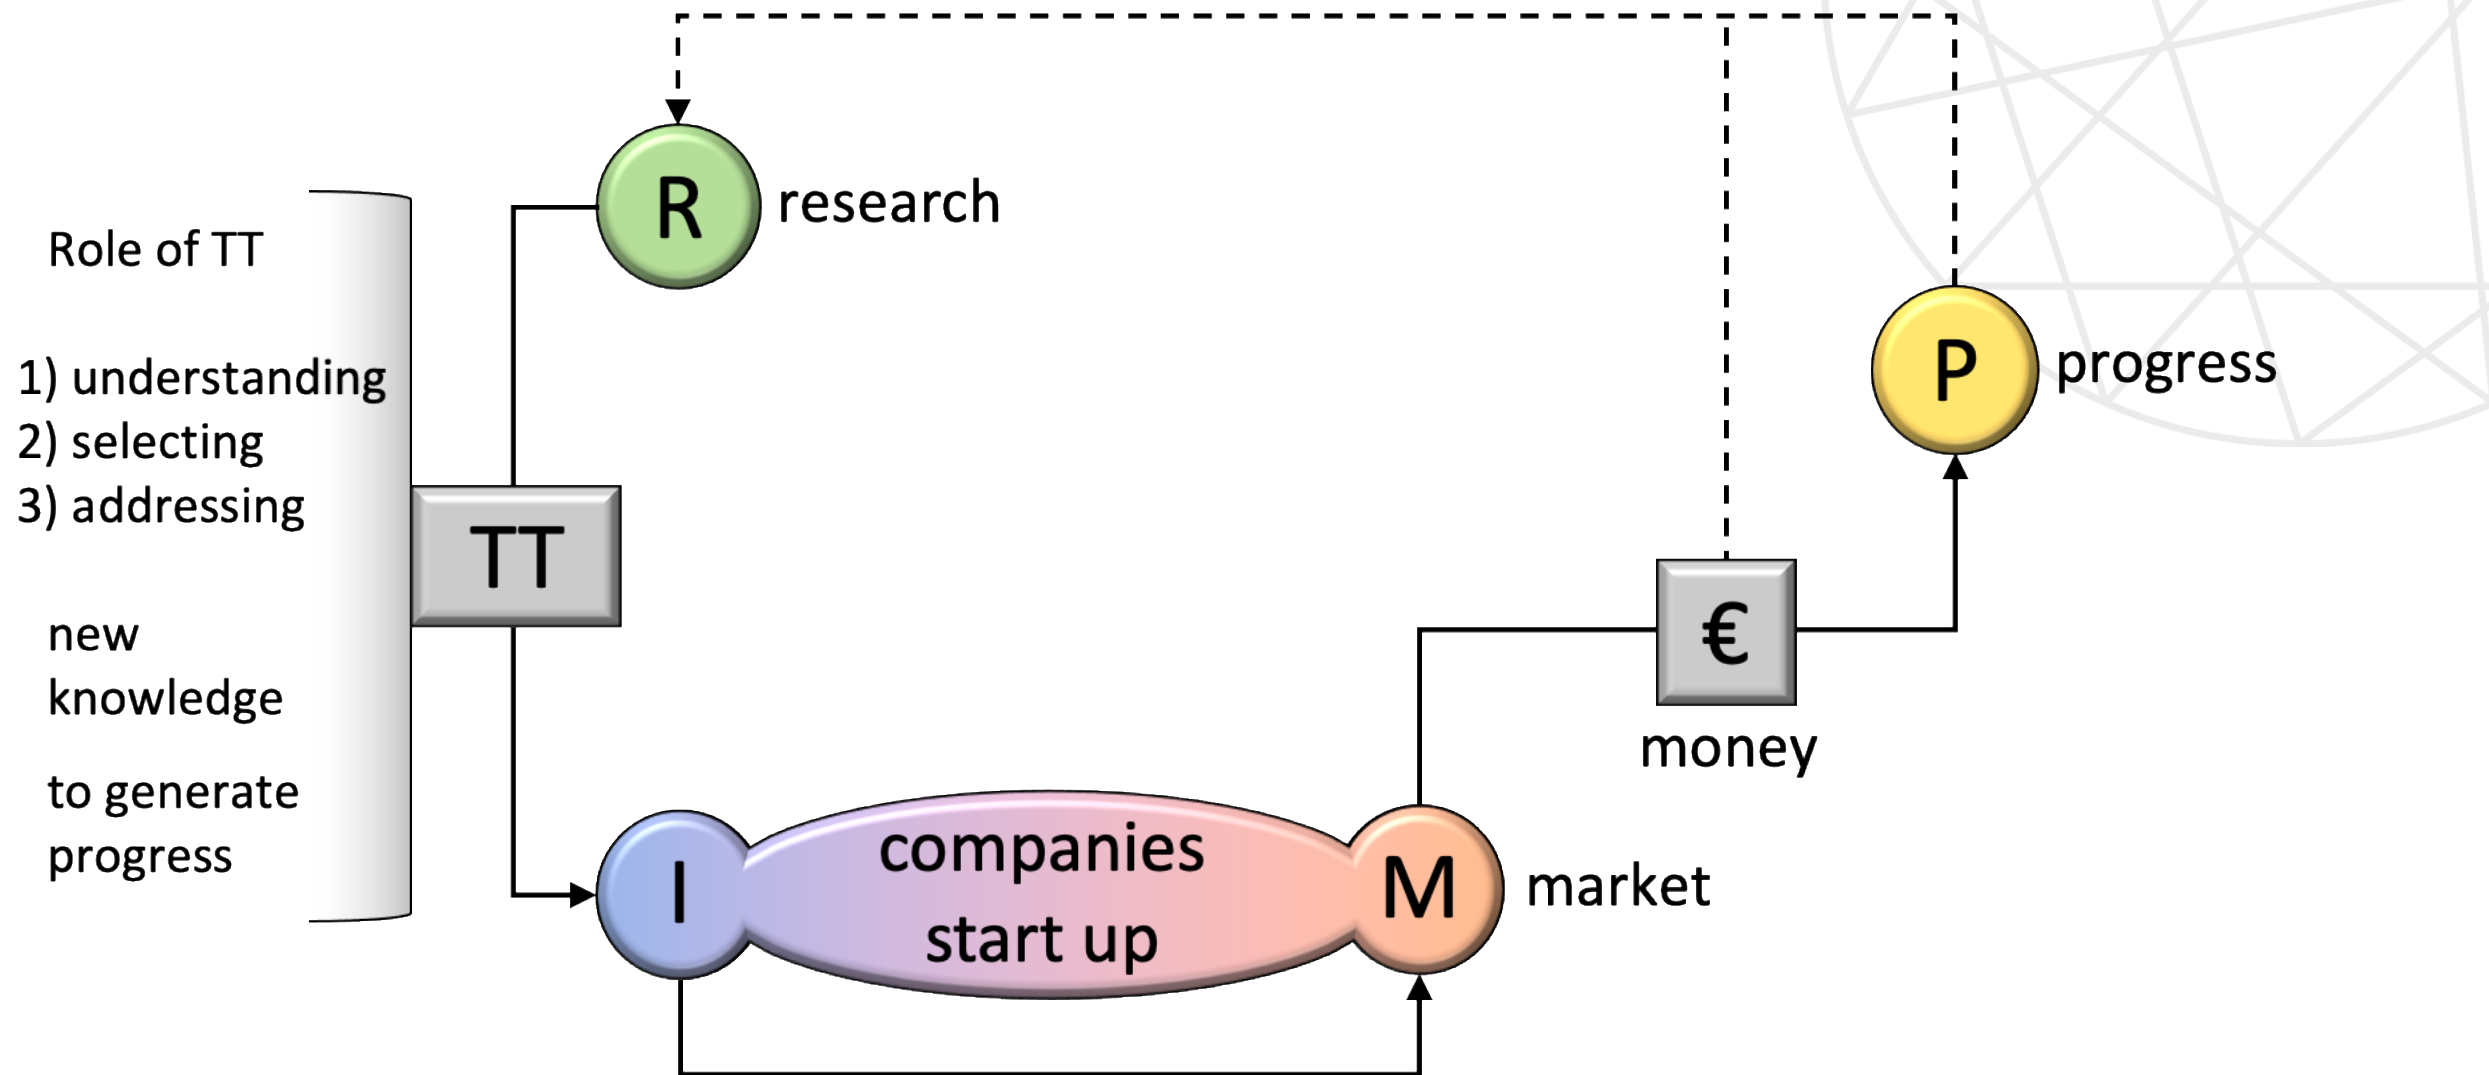 R
research
Role of TT
1) understanding
2) selecting
3) addressing
new
knowledge
to generate
progress
TT
P
progress
€
money
I
companies
start up
M
market